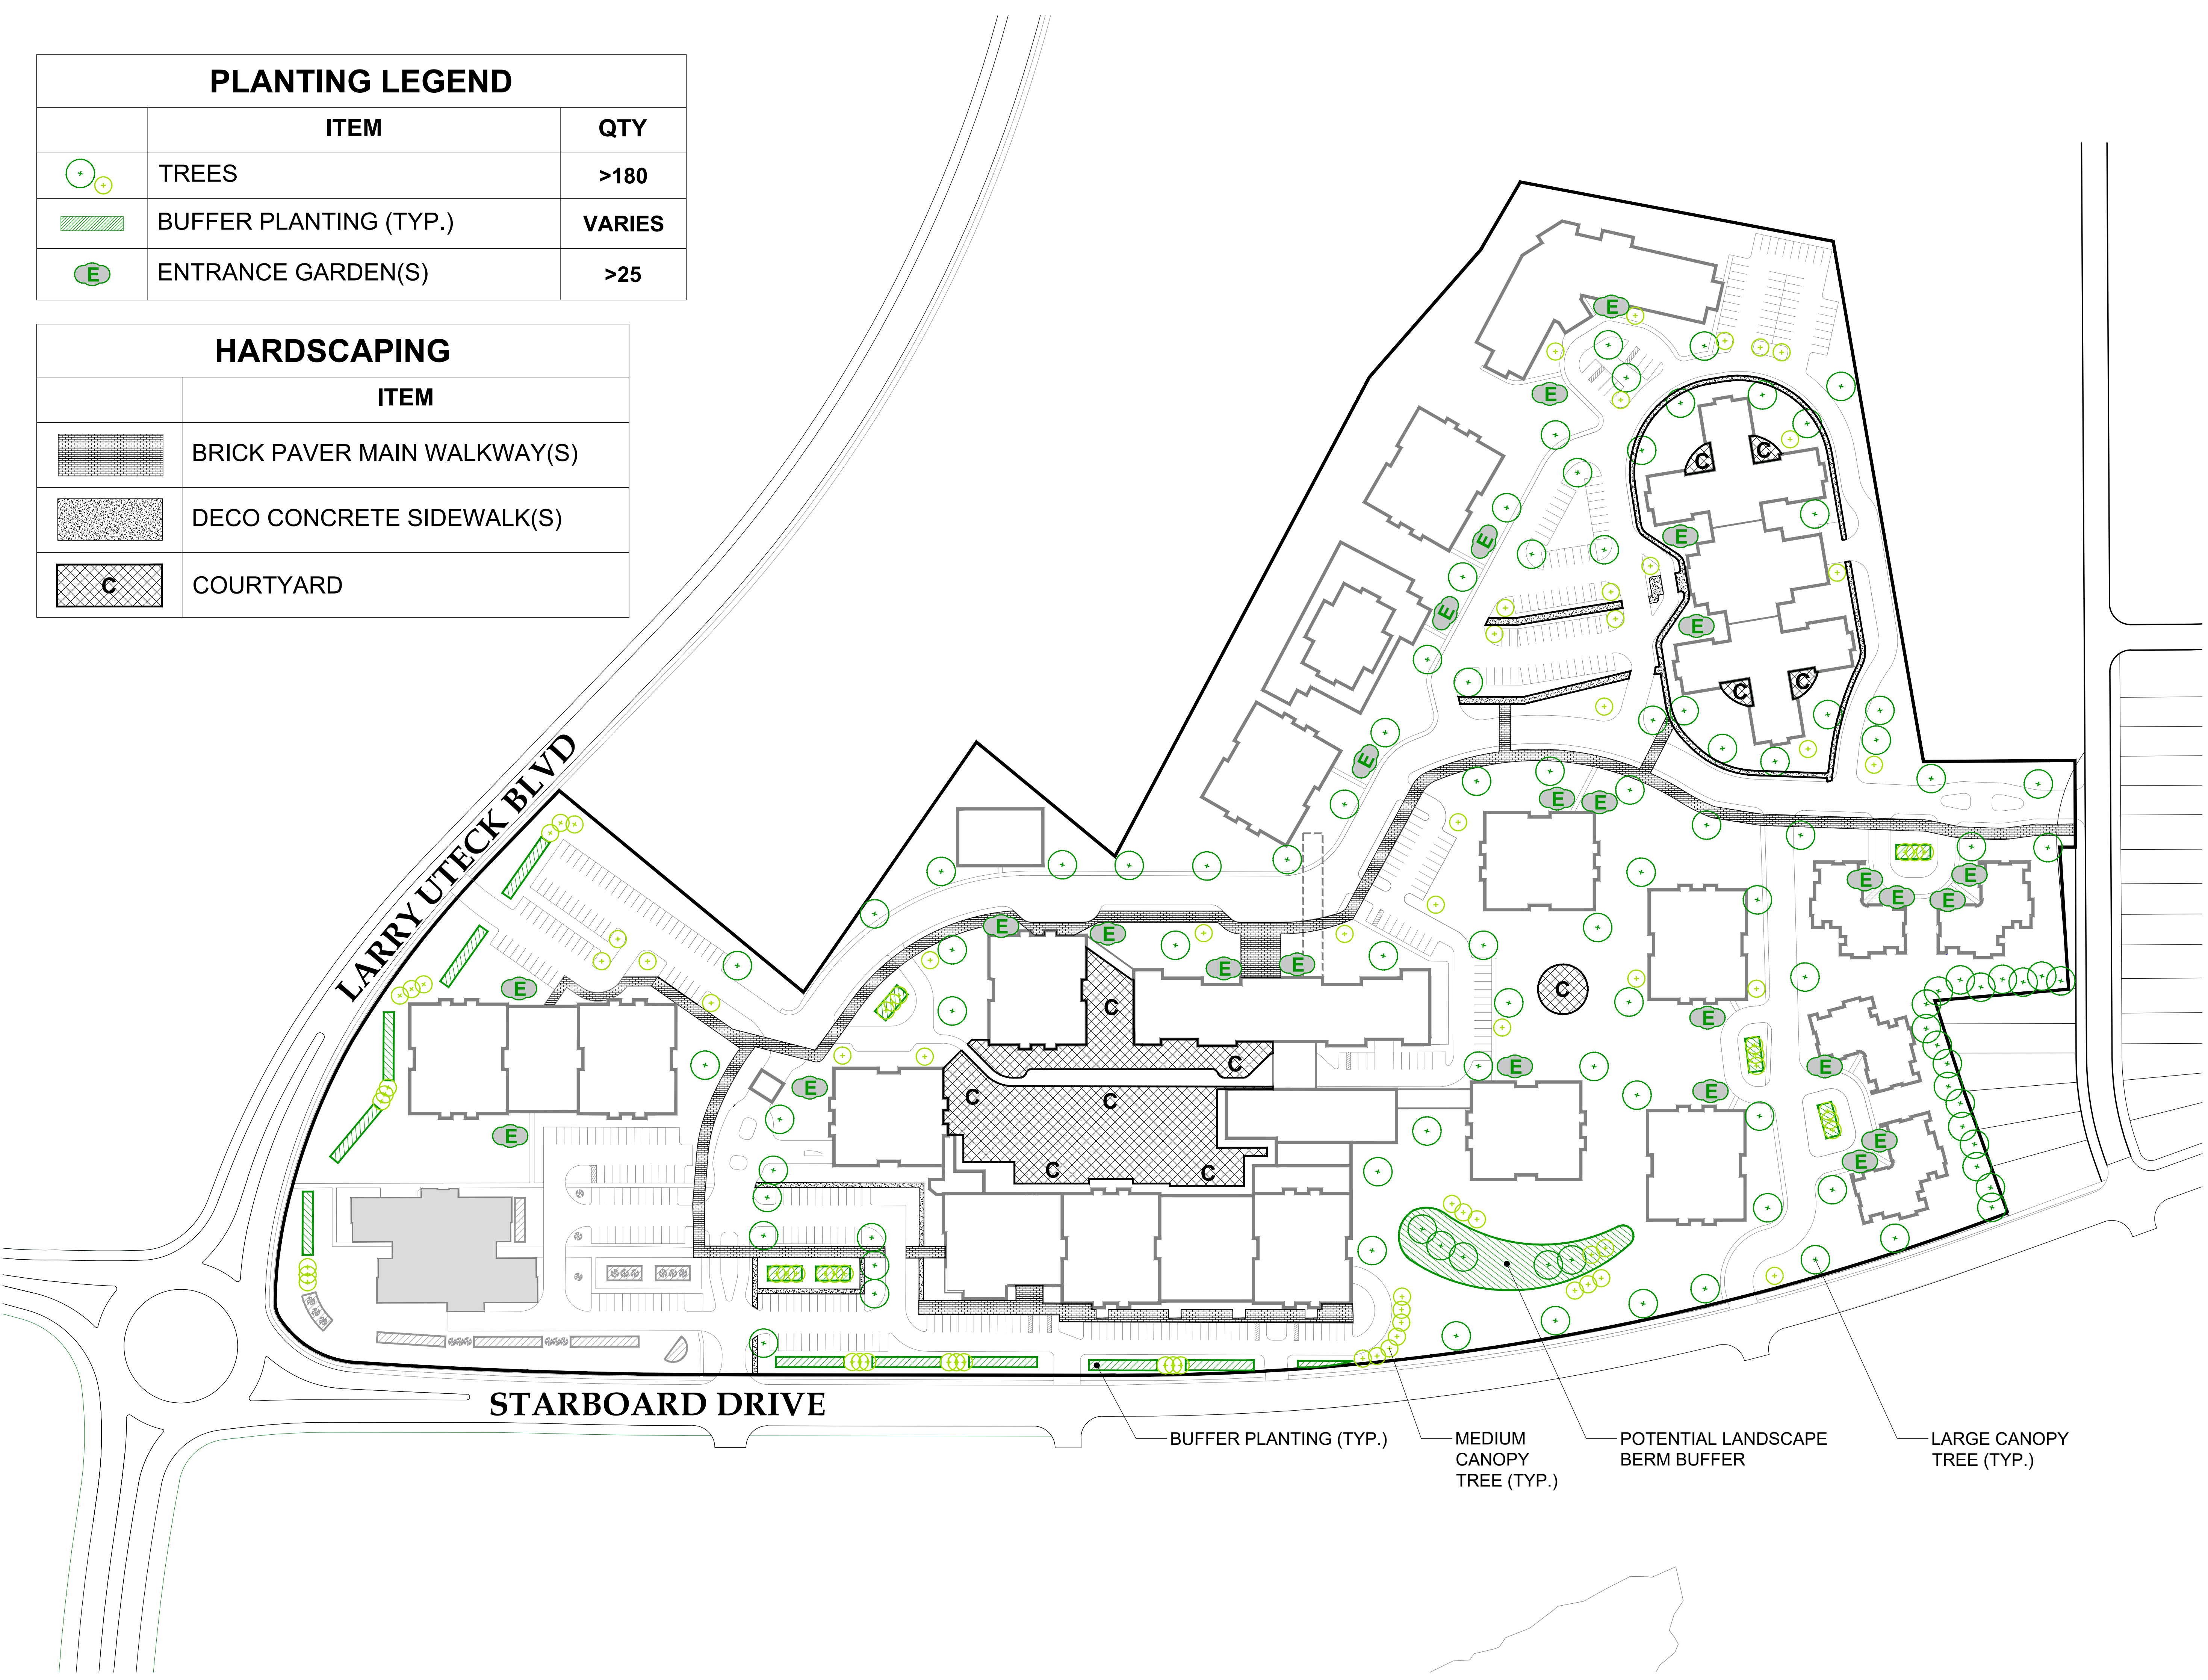 PLANTING LEGEND
ITEM QTY
TREES >180
BUFFER PLANTING (TYP.) VARIES
E ENTRANCE GARDEN(S) >25
HARDSCAPING
ITEM
BRICK PAVER MAIN WALKWAY(S)
DECO CONCRETE SIDEWALK(S)
C COURTYARD
E
E
C C
E
E
E
E
C C
E
E E
E E
E E
E E
E E
E
C
C
E
E
C
E
E
E
C C
E
E
E
C C
LARRY UTECK BLVD
STARBOARD DRIVE
BUFFER PLANTING (TYP.)
MEDIUM
CANOPY
TREE (TYP.)
POTENTIAL LANDSCAPE
BERM BUFFER
LARGE CANOPY
TREE (TYP.)